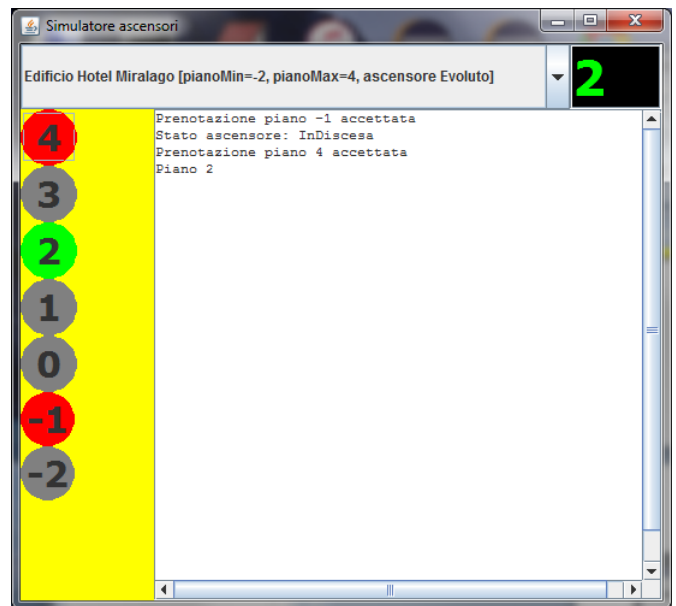 Simulatore ascensori
Edificio Hotel Miralago [pianoMin=-2, pianoMax=4, ascensore Evoluto]
2
4
3
2
1
0
-1
-2
Prenotazione piano -1 accettata
Stato ascensore: InDiscesa
Prenotazione piano 4 accettata
Piano 2